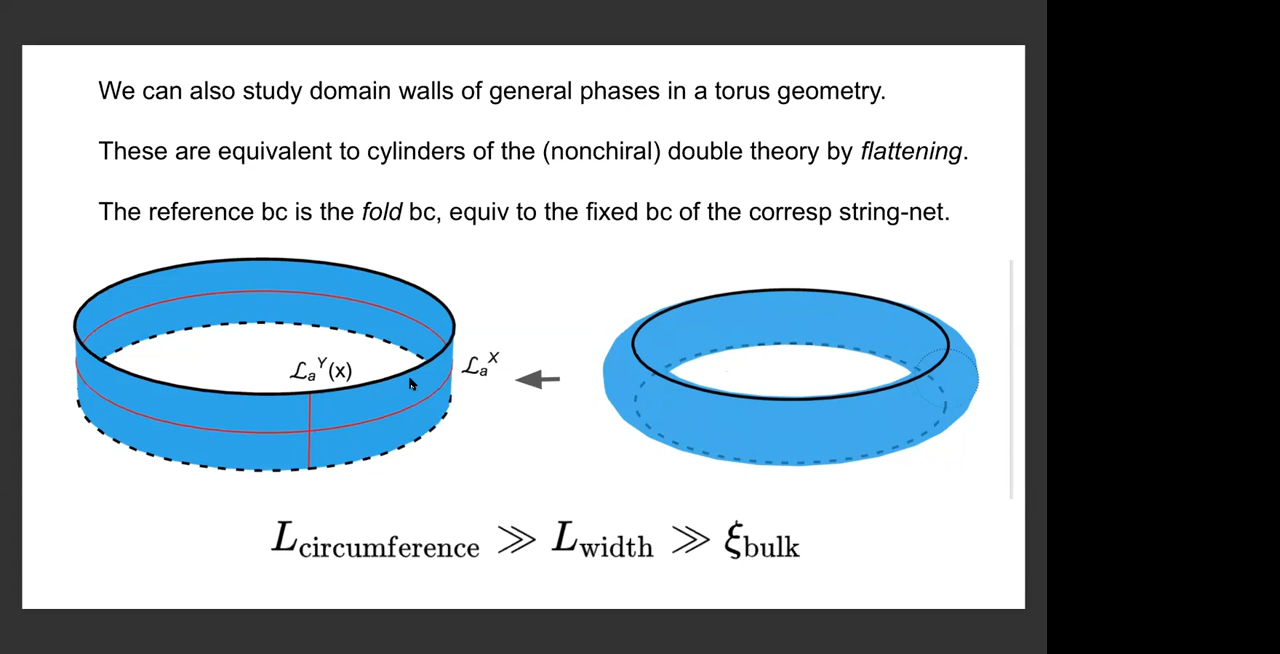 We can also study domain walls of general phases in a torus geometry.
These are equivalent to cylinders of the (nonchiral) double theory by flattening.
The reference bc is the fold bc, equiv to the fixed bc of the corresp string-net.
ℒₐʸ(x)
ℒₐˣ
L_circumference ≫ L_width ≫ ξ_bulk